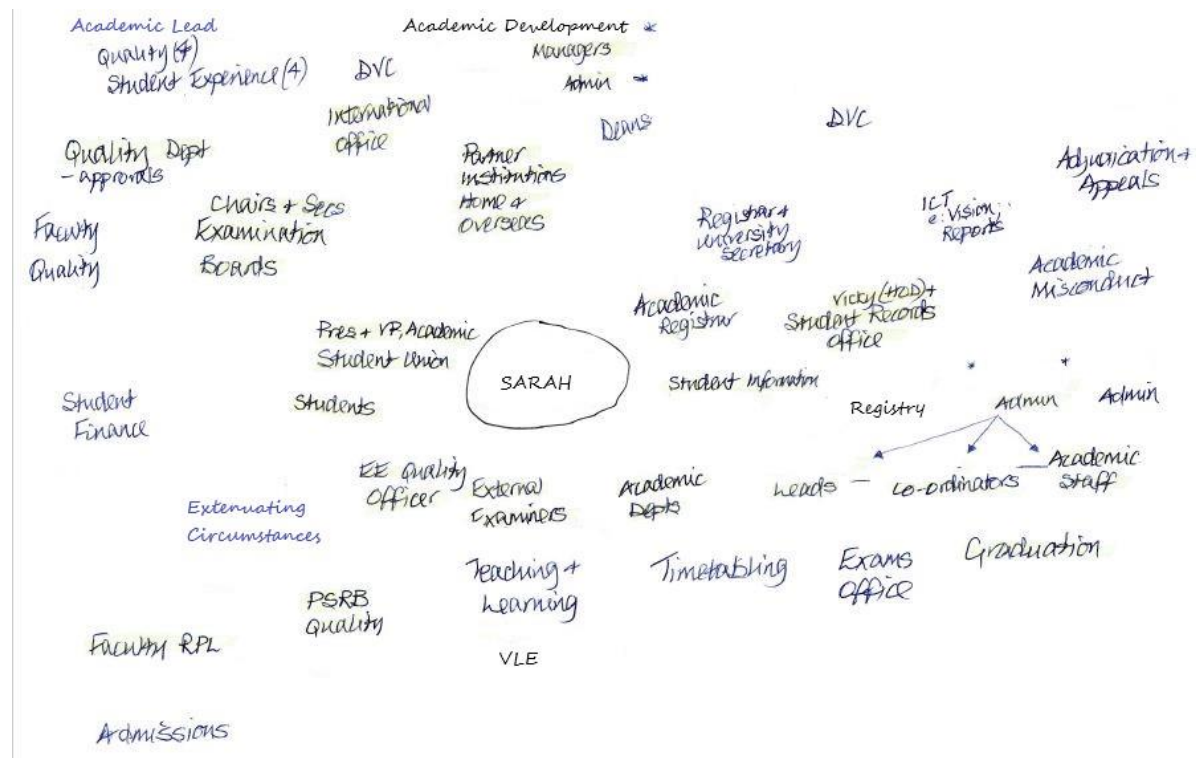 Academic Lead
Quality (4)
Student Experience (4)
DVC
International
Office
Academic Development *
Managers
Admin *
Deans
DVC
Adjudication +
Appeals
Quality Dept
- approvals
Partner
institutions
Home +
overseas
Chairs + Secs
Examination
Boards
Faculty
Quality
Registrar +
University
Secretary
ICT
e:Vision
Reports
Academic
Misconduct
Academic
Registrar
Vicky (HOD) +
Student Records
Office
Pres + VP, Academic
Student Union
SARAH
Student Information
Student
Finance
Students
Registry
* *
Admin
Admin
Leads — Co-ordinators — Academic
Staff
EE Quality
Officer
External
Examiners
Academic
Depts
Extenuating
Circumstances
Teaching +
Learning
Timetabling
Exams
Office
Graduation
PSRB
Quality
Faculty RPL
VLE
Admissions